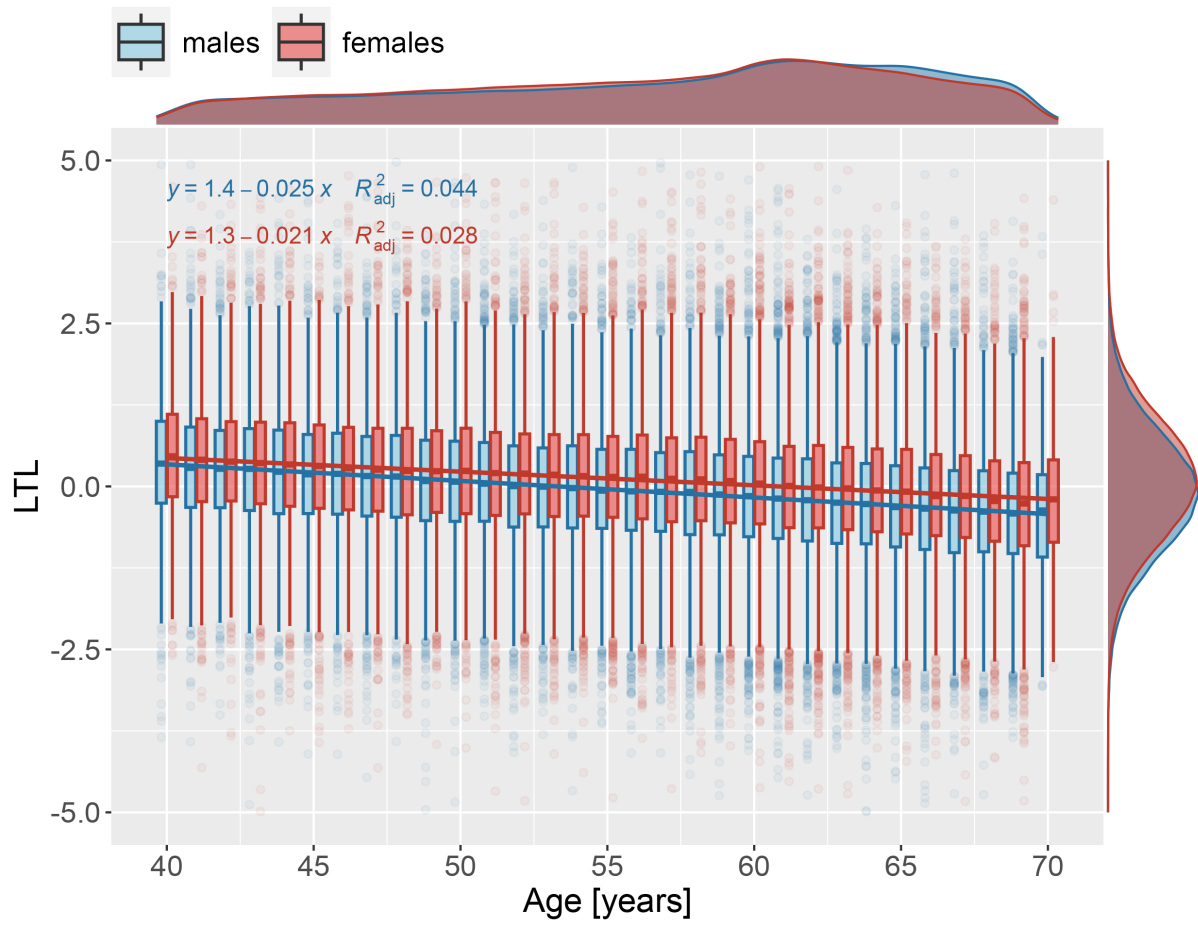 males females
5.0
y = 1.4 – 0.025 x R²adj = 0.044
y = 1.3 – 0.021 x R²adj = 0.028
2.5
LTL
0.0
-2.5
-5.0
40 45 50 55 60 65 70
Age [years]